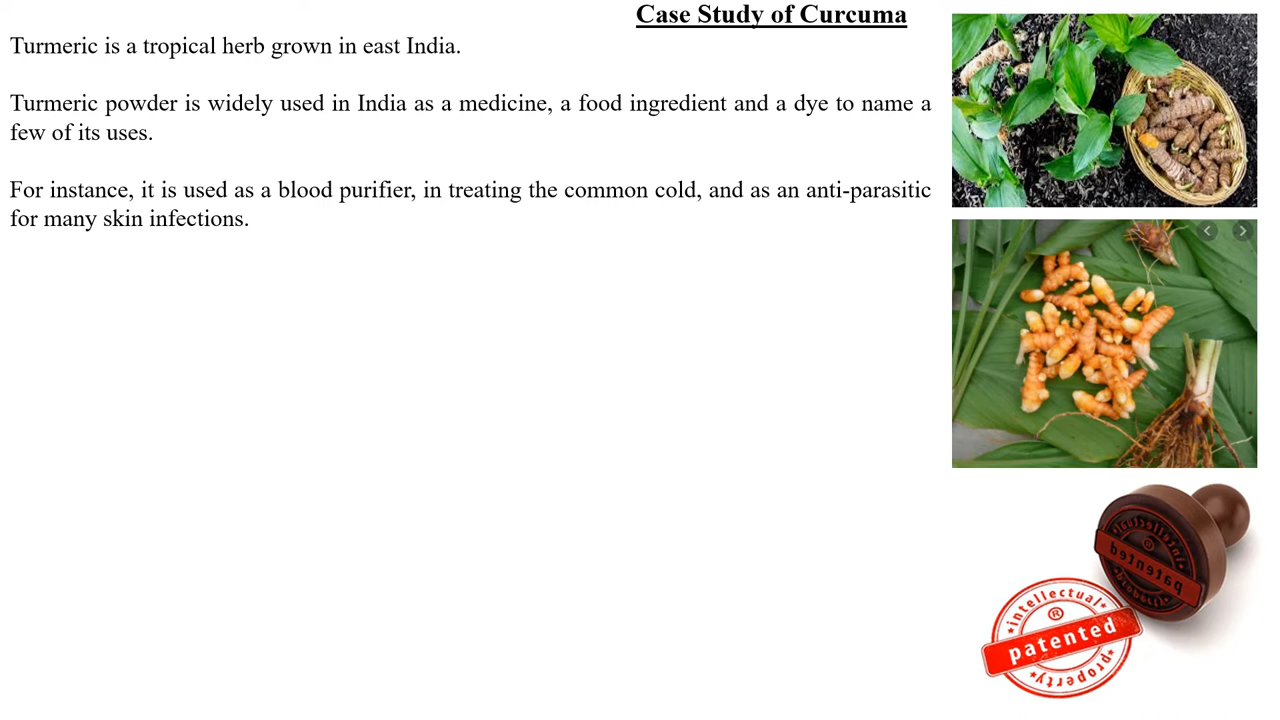 Case Study of Curcuma
Turmeric is a tropical herb grown in east India.
Turmeric powder is widely used in India as a medicine, a food ingredient and a dye to name a
few of its uses.
For instance, it is used as a blood purifier, in treating the common cold, and as an anti-parasitic
for many skin infections.
patented
intellectual
®
patented
property